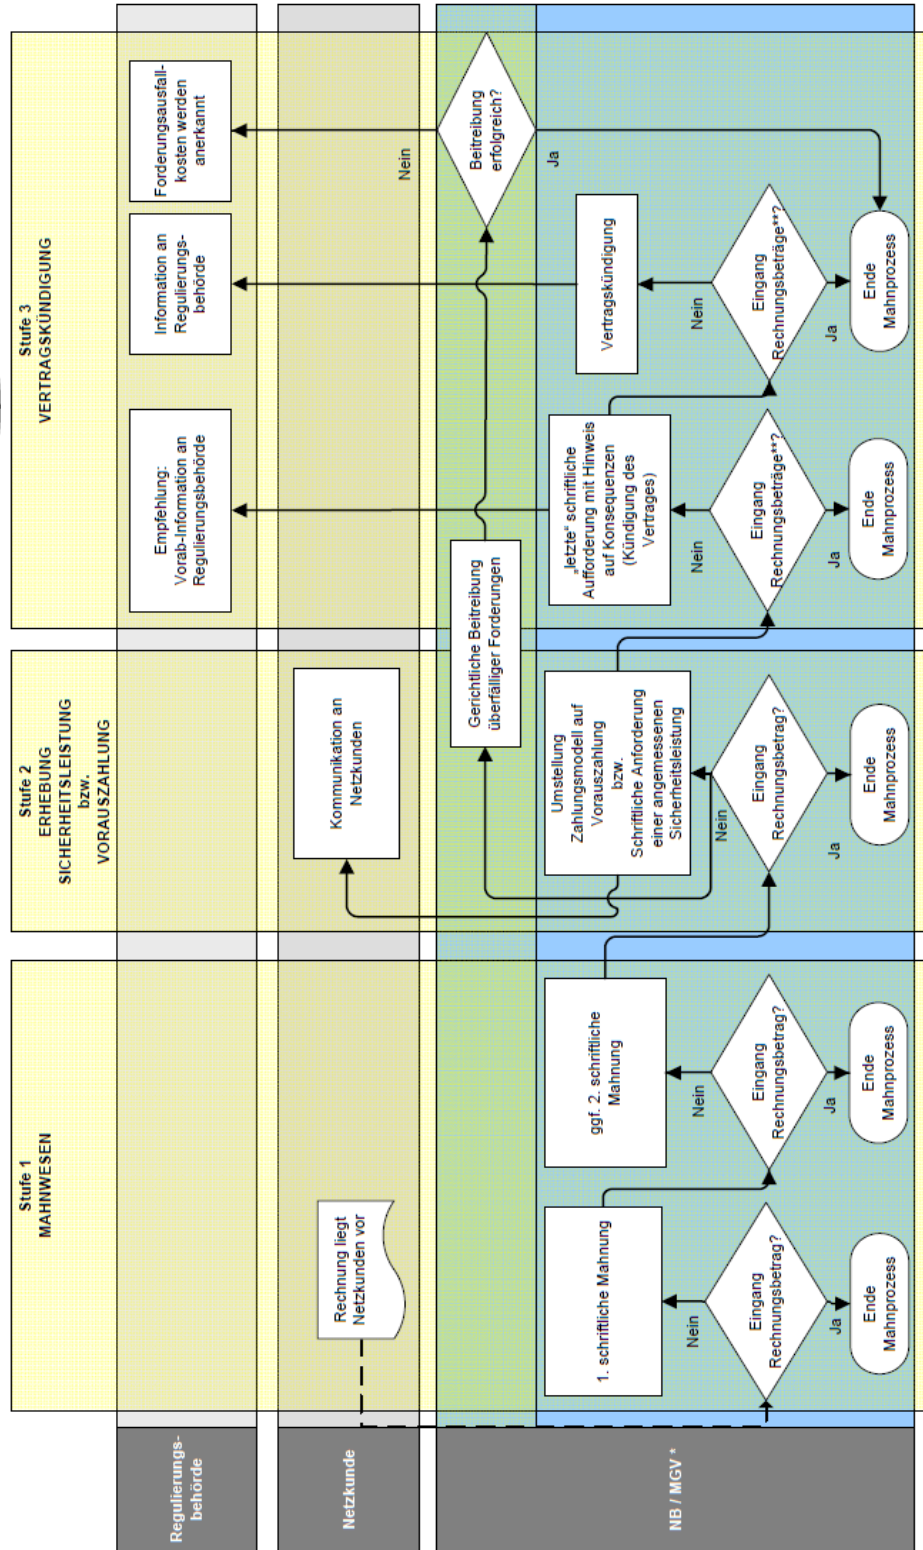 Stufe 1
MAHNWESEN
Stufe 2
ERHEBUNG
SICHERHEITSLEISTUNG
bzw.
VORAUSZAHLUNG
Stufe 3
VERTRAGSKÜNDIGUNG
Regulierungs-
behörde
Empfehlung:
Vorab-Information an
Regulierungsbehörde
Information an
Regulierungs-
behörde
Forderungsausfall-
kosten werden
anerkannt
Netzkunde
Rechnung liegt
Netzkunden vor
Kommunikation an
Netzkunden
Nein
NB / MGV *
Gerichtliche Beitreibung
überfälliger Forderungen
Beitreibung
erfolgreich?
Ja
1. schriftliche Mahnung
ggf. 2. schriftliche
Mahnung
Umstellung
Zahlungsmodell auf
Vorauszahlung
bzw.
Schriftliche Anforderung
einer angemessenen
Sicherheitsleistung
„letzte“ schriftliche
Aufforderung mit Hinweis
auf Konsequenzen
(Kündigung des
Vertrages)
Vertragskündigung
Nein
Nein
Nein
Nein
Nein
Eingang
Rechnungsbetrag?
Eingang
Rechnungsbetrag?
Eingang
Rechnungsbetrag?
Eingang
Rechnungsbeträge**?
Eingang
Rechnungsbeträge**?
Ja
Ja
Ja
Ja
Ja
Ende
Mahnprozess
Ende
Mahnprozess
Ende
Mahnprozess
Ende
Mahnprozess
Ende
Mahnprozess